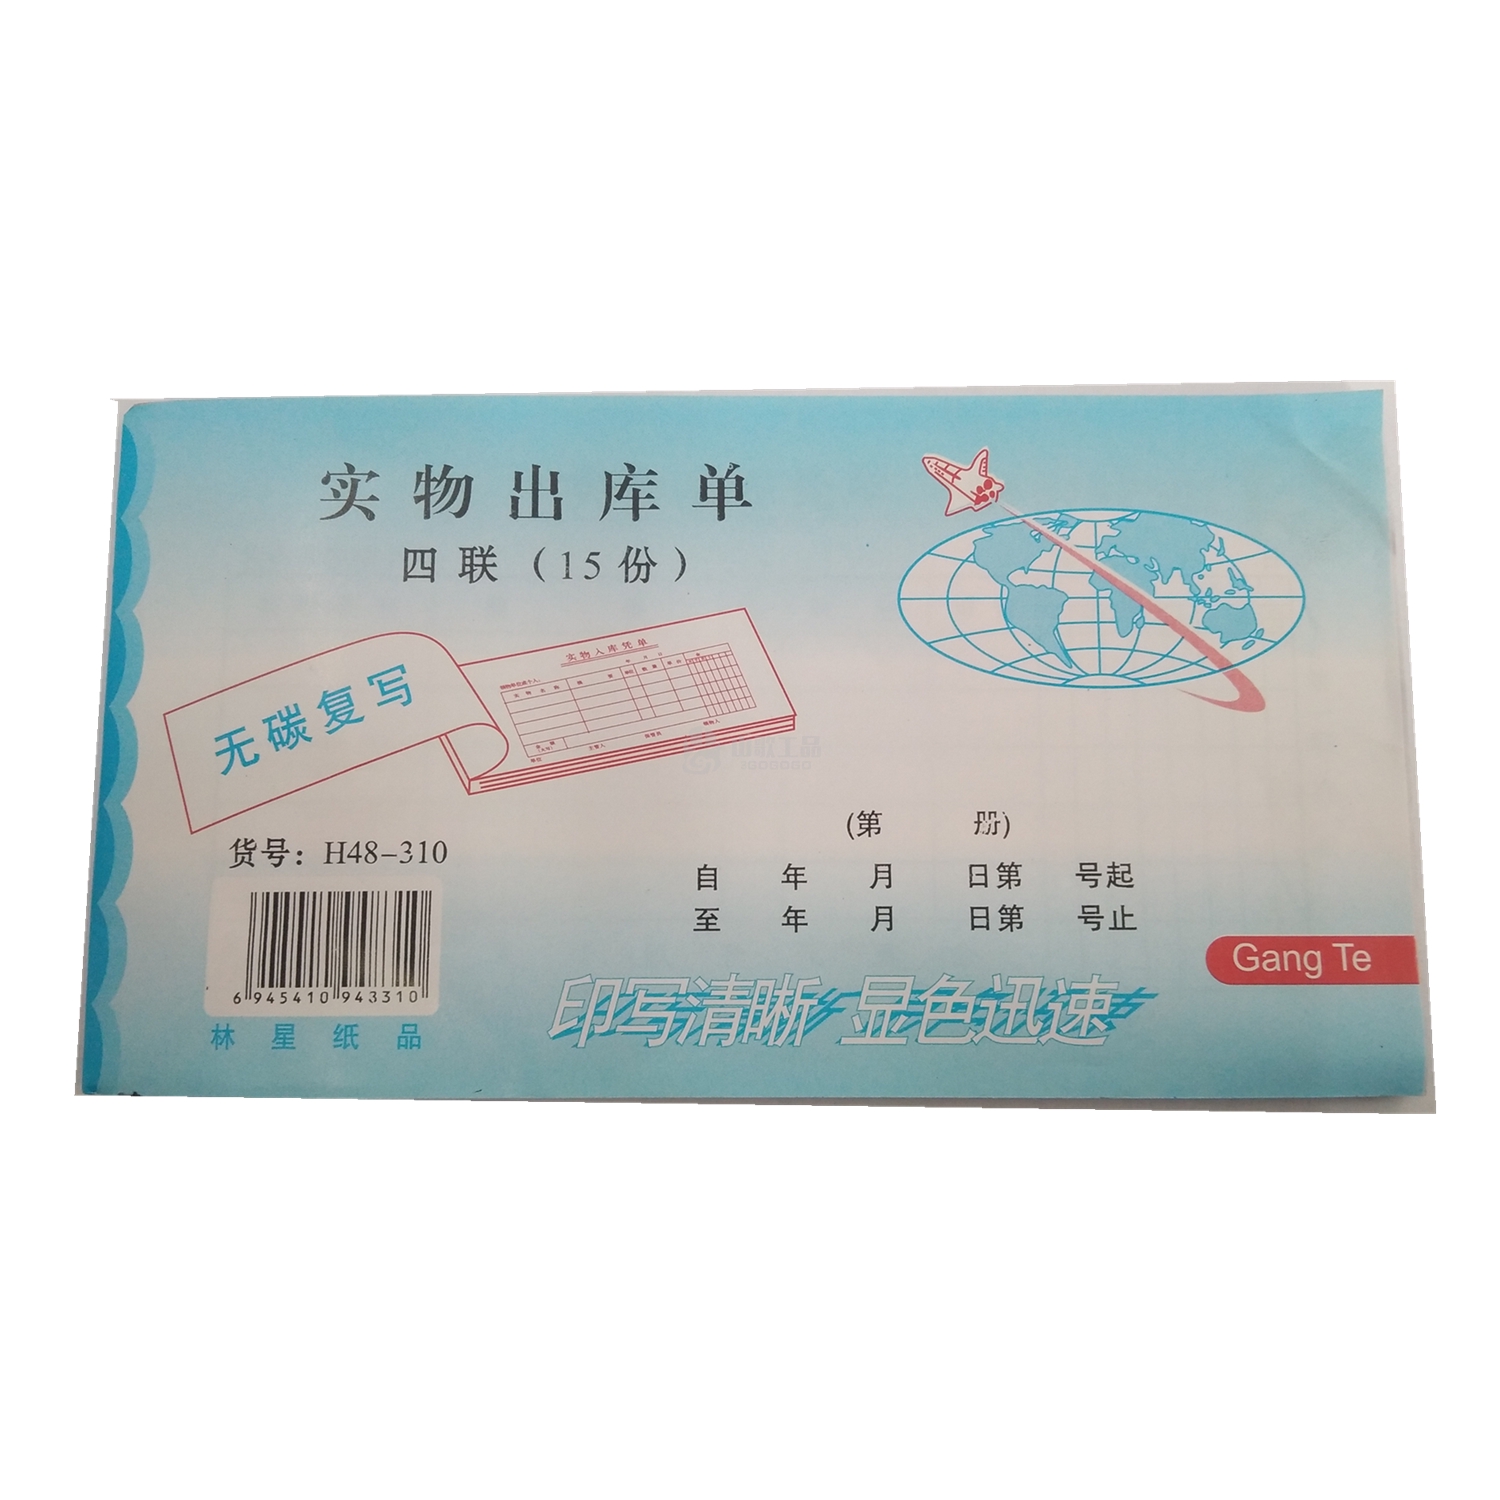 实物出库单
四联（15份）
实物入库凭单
无碳复写
货号：H48-310
(第 册)
自 年 月 日第 号起
至 年 月 日第 号止
Gang Te
6 945410 943310
林星纸品
印写清晰 显色迅速